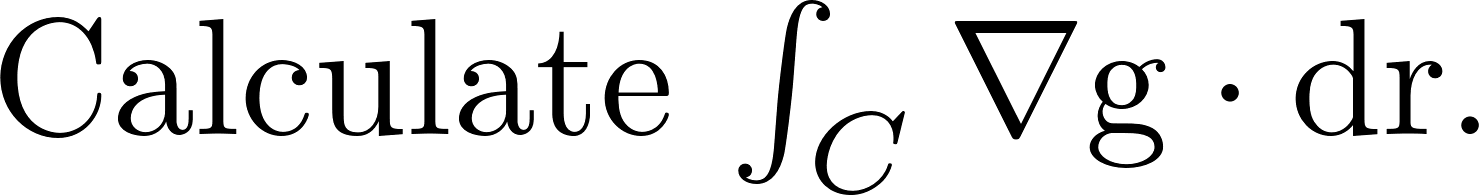 Calculate ∫_C ∇g · dr.